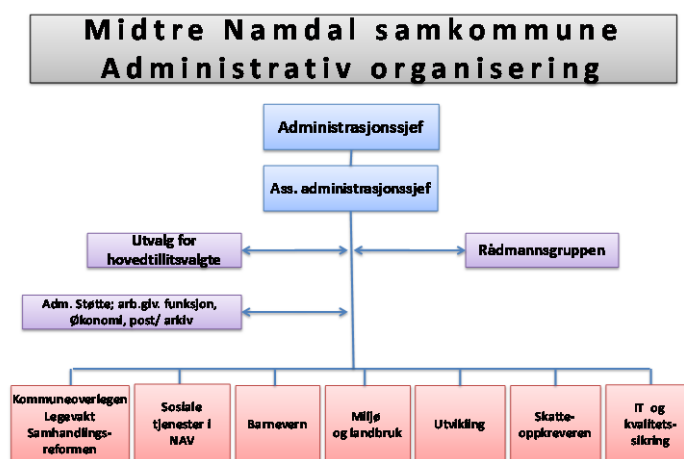 Midtre Namdal samkommune
Administrativ organisering
Administrasjonssjef
Ass. administrasjonssjef
Utvalg for
hovedtillitsvalgte
Rådmannsgruppen
Adm. Støtte; arb.giv. funksjon,
Økonomi, post/ arkiv
Kommuneoverlegen
Legevakt
Samhandlings-
reformen
Sosiale
tjenester i
NAV
Barnevern
Miljø
og landbruk
Utvikling
Skatte-
oppkreveren
IT og
kvalitets-
sikring